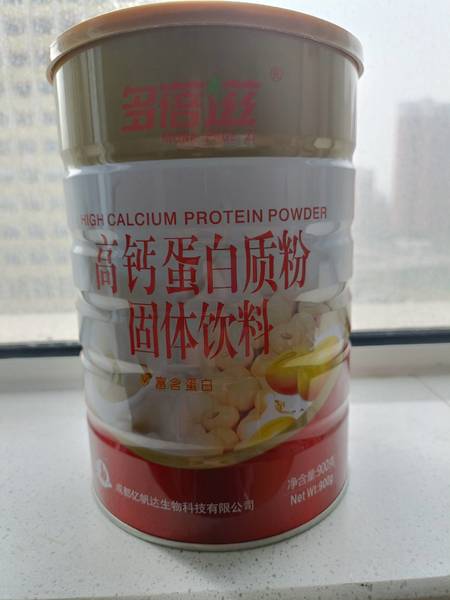 多蓓滋®
HIGH CALCIUM PROTEIN POWDER
高钙蛋白质粉
固体饮料
富含蛋白
净含量:900克
Net Wt:900g
成都亿帆达生物科技有限公司